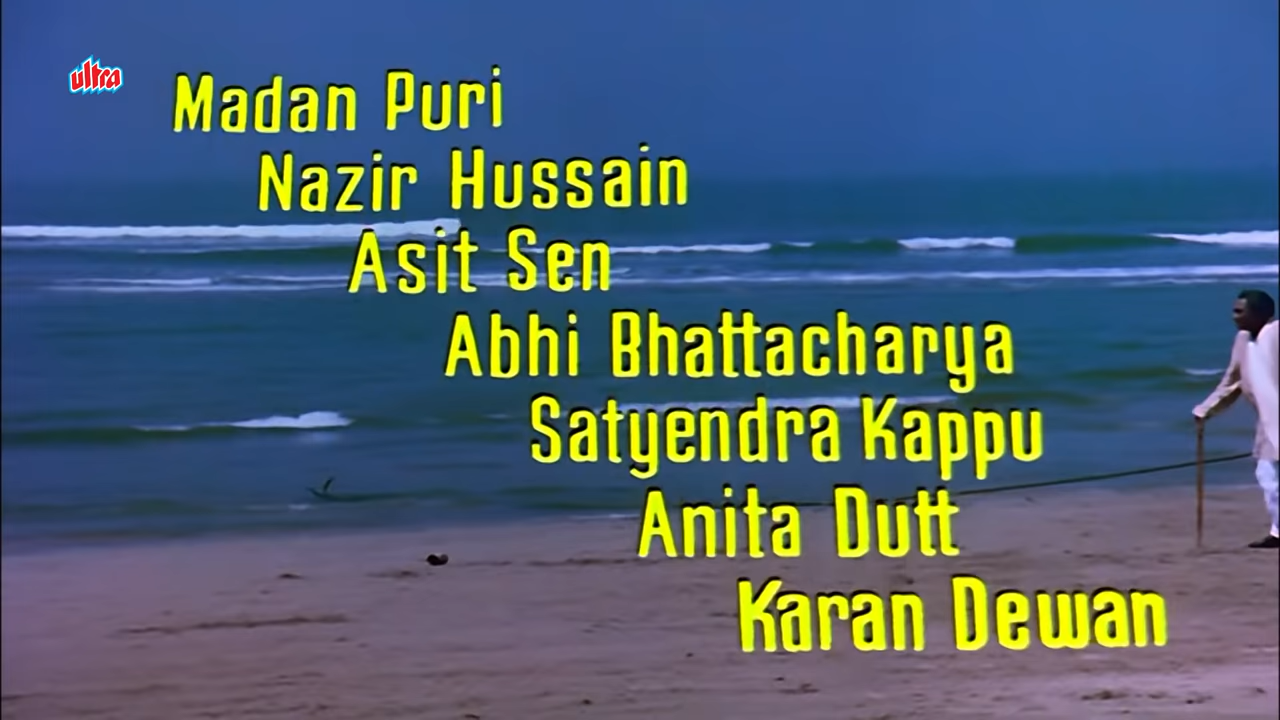 ultra
Madan Puri
Nazir Hussain
Asit Sen
Abhi Bhattacharya
Satyendra Kappu
Anita Dutt
Karan Dewan